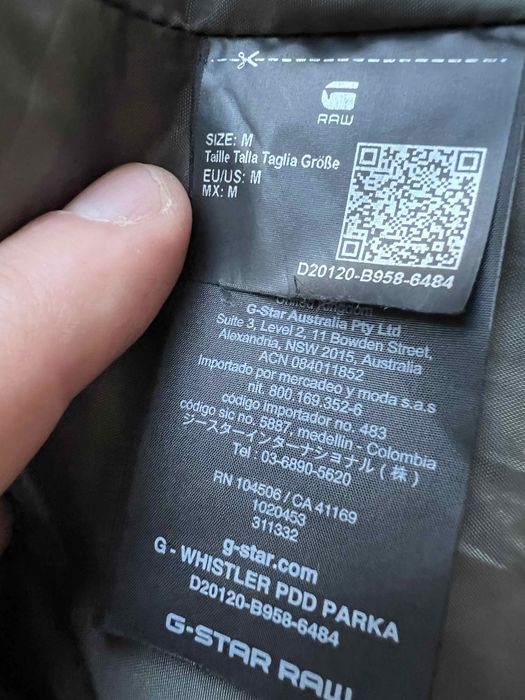 G
RAW
SIZE: M
Taille Talla Taglia Größe
EU/US: M
MX: M
D20120-B958-6484
United Kingdom
G-Star Australia Pty Ltd
Suite 3, Level 2, 11 Bowden Street,
Alexandria, NSW 2015, Australia
ACN 084011852
Importado por mercadeo y moda s.a.s
nit. 800.169.352-6
código importador no. 483
código sic no. 5887, medellin - Colombia
ジースターインターナショナル(株)
Tel : 03-6890-5620
RN 104506 / CA 41169
1020453
311332
g-star.com
G - WHISTLER PDD PARKA
D20120-B958-6484
G-STAR RAW